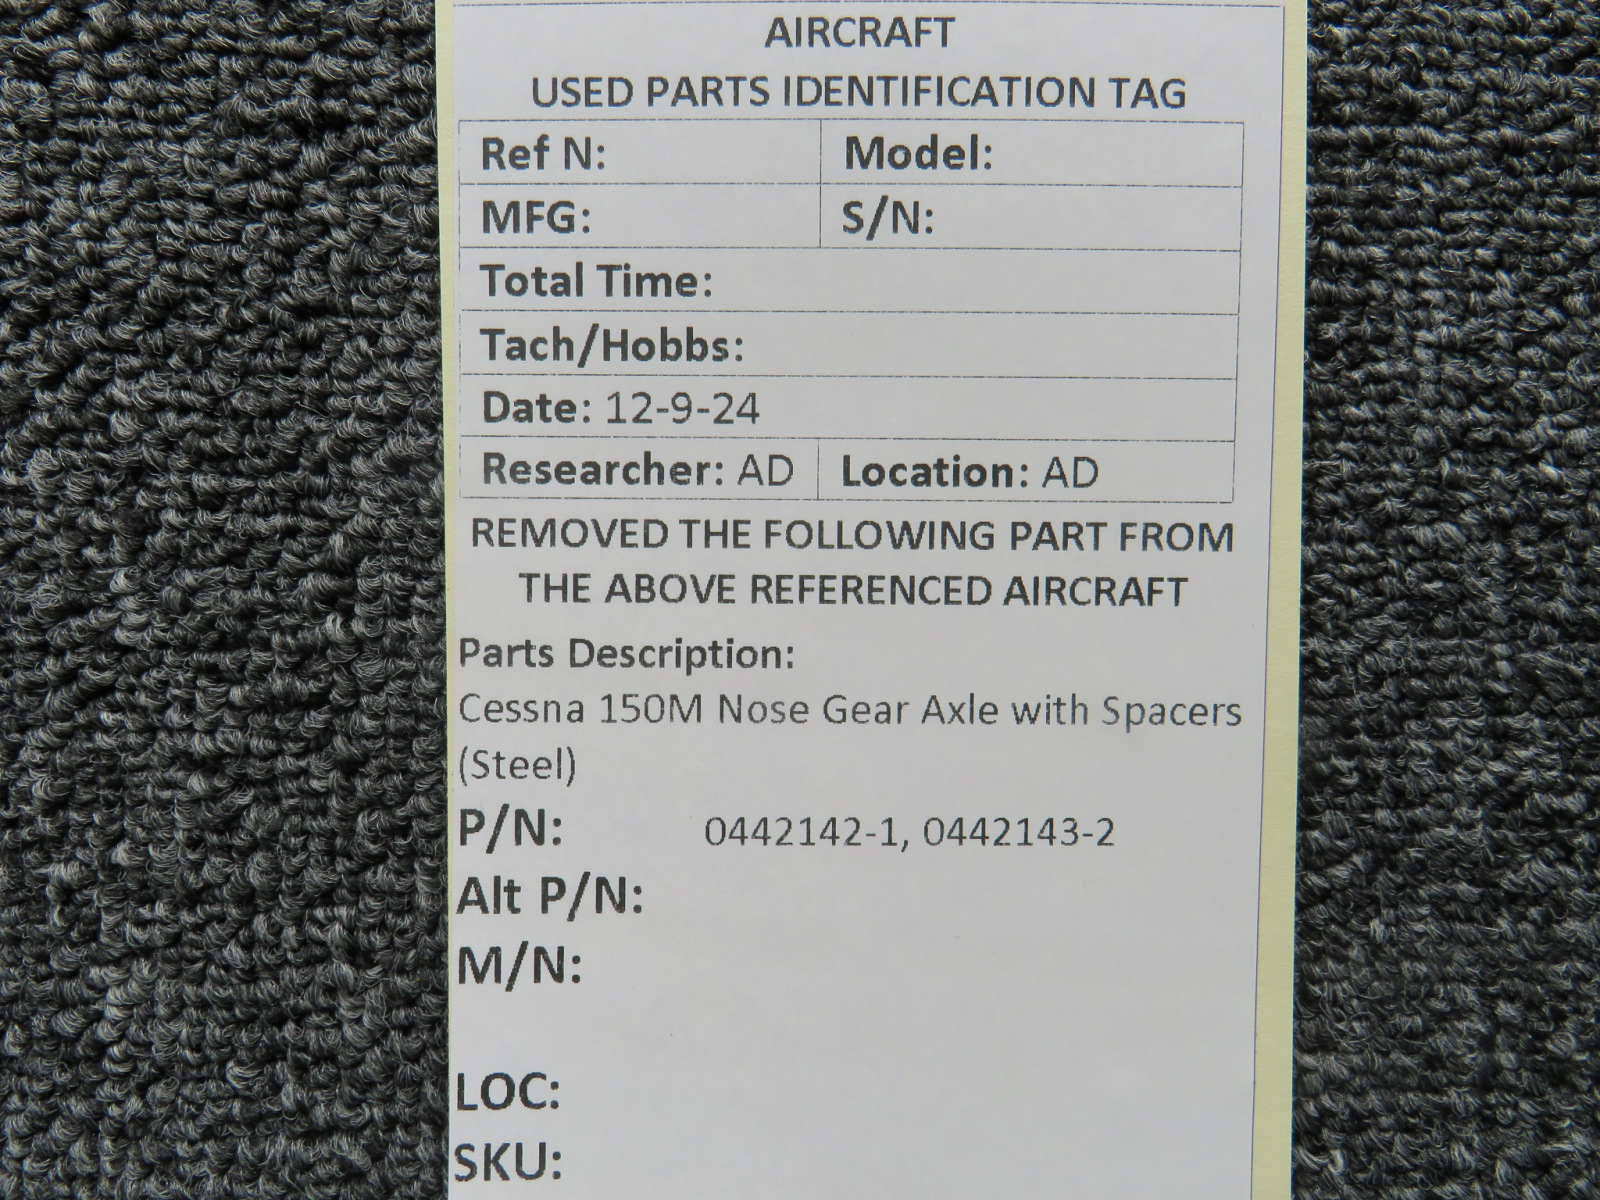 AIRCRAFT
USED PARTS IDENTIFICATION TAG
Ref N: Model:
MFG: S/N:
Total Time:
Tach/Hobbs:
Date: 12-9-24
Researcher: AD Location: AD
REMOVED THE FOLLOWING PART FROM
THE ABOVE REFERENCED AIRCRAFT
Parts Description:
Cessna 150M Nose Gear Axle with Spacers
(Steel)
P/N: 0442142-1, 0442143-2
Alt P/N:
M/N:
LOC:
SKU: